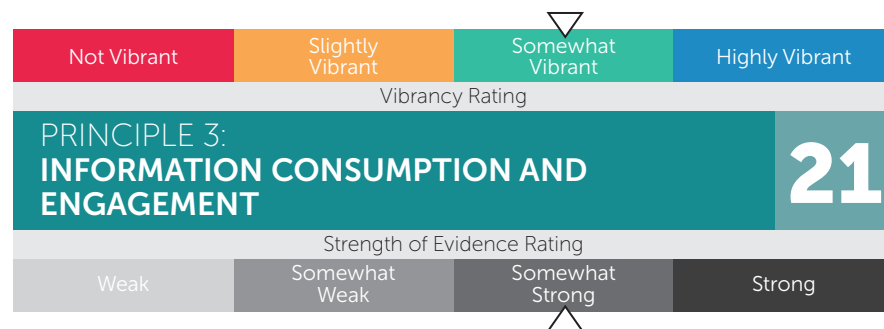 Not Vibrant
Slightly
Vibrant
Somewhat
Vibrant
Highly Vibrant
Vibrancy Rating
PRINCIPLE 3:
INFORMATION CONSUMPTION AND
ENGAGEMENT
21
Strength of Evidence Rating
Weak
Somewhat
Weak
Somewhat
Strong
Strong